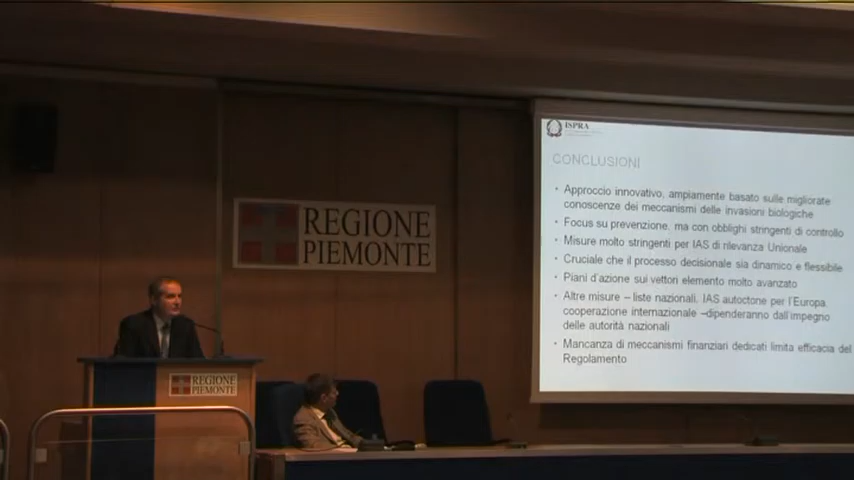 ISPRA
CONCLUSIONI
• Approccio innovativo, ampiamente basato sulle migliorate
conoscenze dei meccanismi delle invasioni biologiche
• Focus su prevenzione, ma con obblighi stringenti di controllo
• Misure molto stringenti per IAS di rilevanza Unionale
• Cruciale che il processo decisionale sia dinamico e flessibile
• Piani d'azione sui vettori elemento molto avanzato
• Altre misure – liste nazionali, IAS autoctone per l'Europa,
cooperazione internazionale –dipenderanno dall'impegno
delle autorità nazionali
• Mancanza di meccanismi finanziari dedicati limita efficacia del
Regolamento
REGIONE
PIEMONTE
REGIONE
PIEMONTE